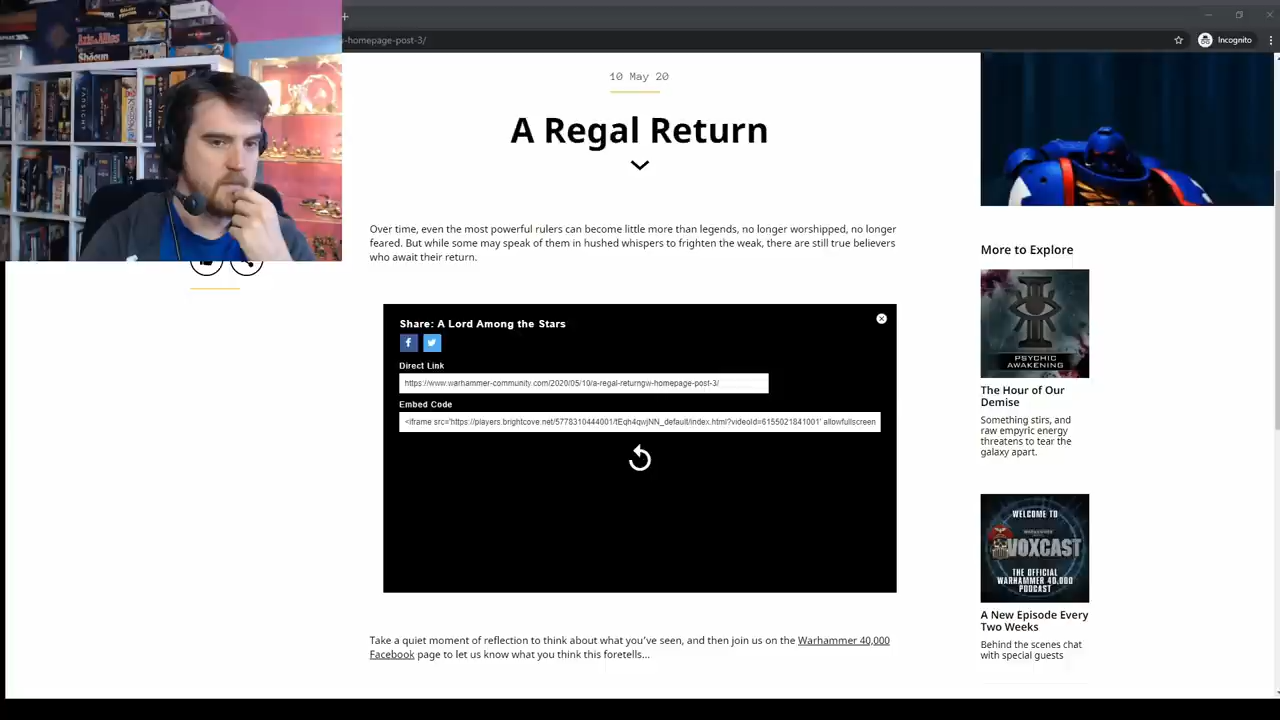 -homepage-post-3/
Incognito
10 May 20
A Regal Return
Over time, even the most powerful rulers can become little more than legends, no longer worshipped, no longer
feared. But while some may speak of them in hushed whispers to frighten the weak, there are still true believers
who await their return.
Share: A Lord Among the Stars
Direct Link
https://www.warhammer-community.com/2020/05/10/a-regal-returngw-homepage-post-3/
Embed Code
<iframe src='https://players.brightcove.net/5778310444001/tEqh4qwjNN_default/index.html?videoId=6155021841001' allowfullscreen
Take a quiet moment of reflection to think about what you've seen, and then join us on the Warhammer 40,000
Facebook page to let us know what you think this foretells...
More to Explore
PSYCHIC
AWAKENING
The Hour of Our
Demise
Something stirs, and
raw empyric energy
threatens to tear the
galaxy apart.
WELCOME TO
VOXCAST
THE OFFICIAL
WARHAMMER 40,000
PODCAST
A New Episode Every
Two Weeks
Behind the scenes chat
with special guests
Axis & Allies
Shogun